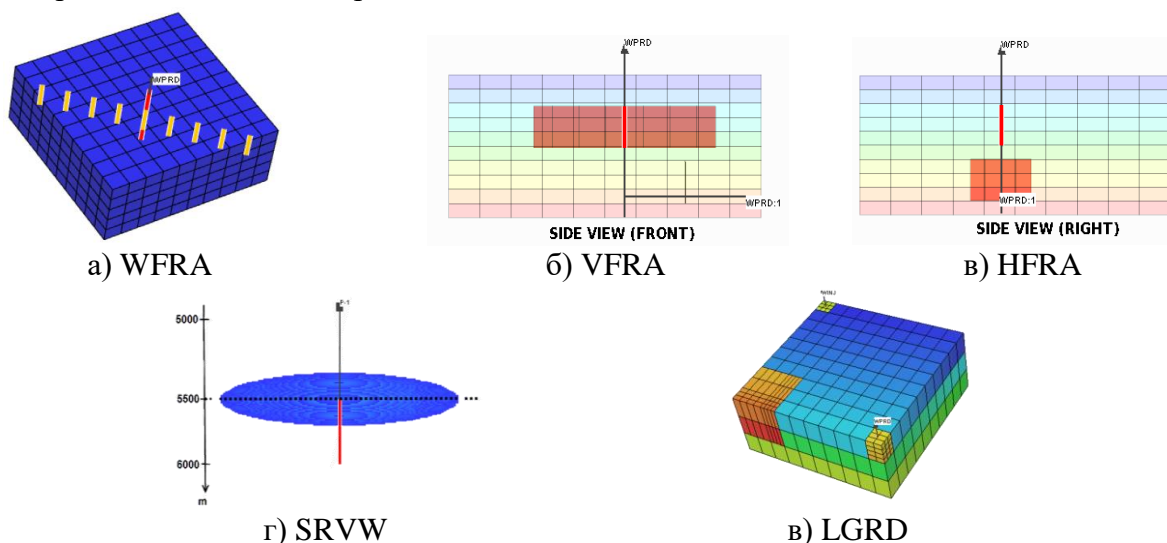 WPRD
WPRD
WPRD:1
SIDE VIEW (FRONT)
WPRD
WPRD:1
SIDE VIEW (RIGHT)
а) WFRA
б) VFRA
в) HFRA
5000
5500
6000
m
WPRD
г) SRVW
в) LGRD